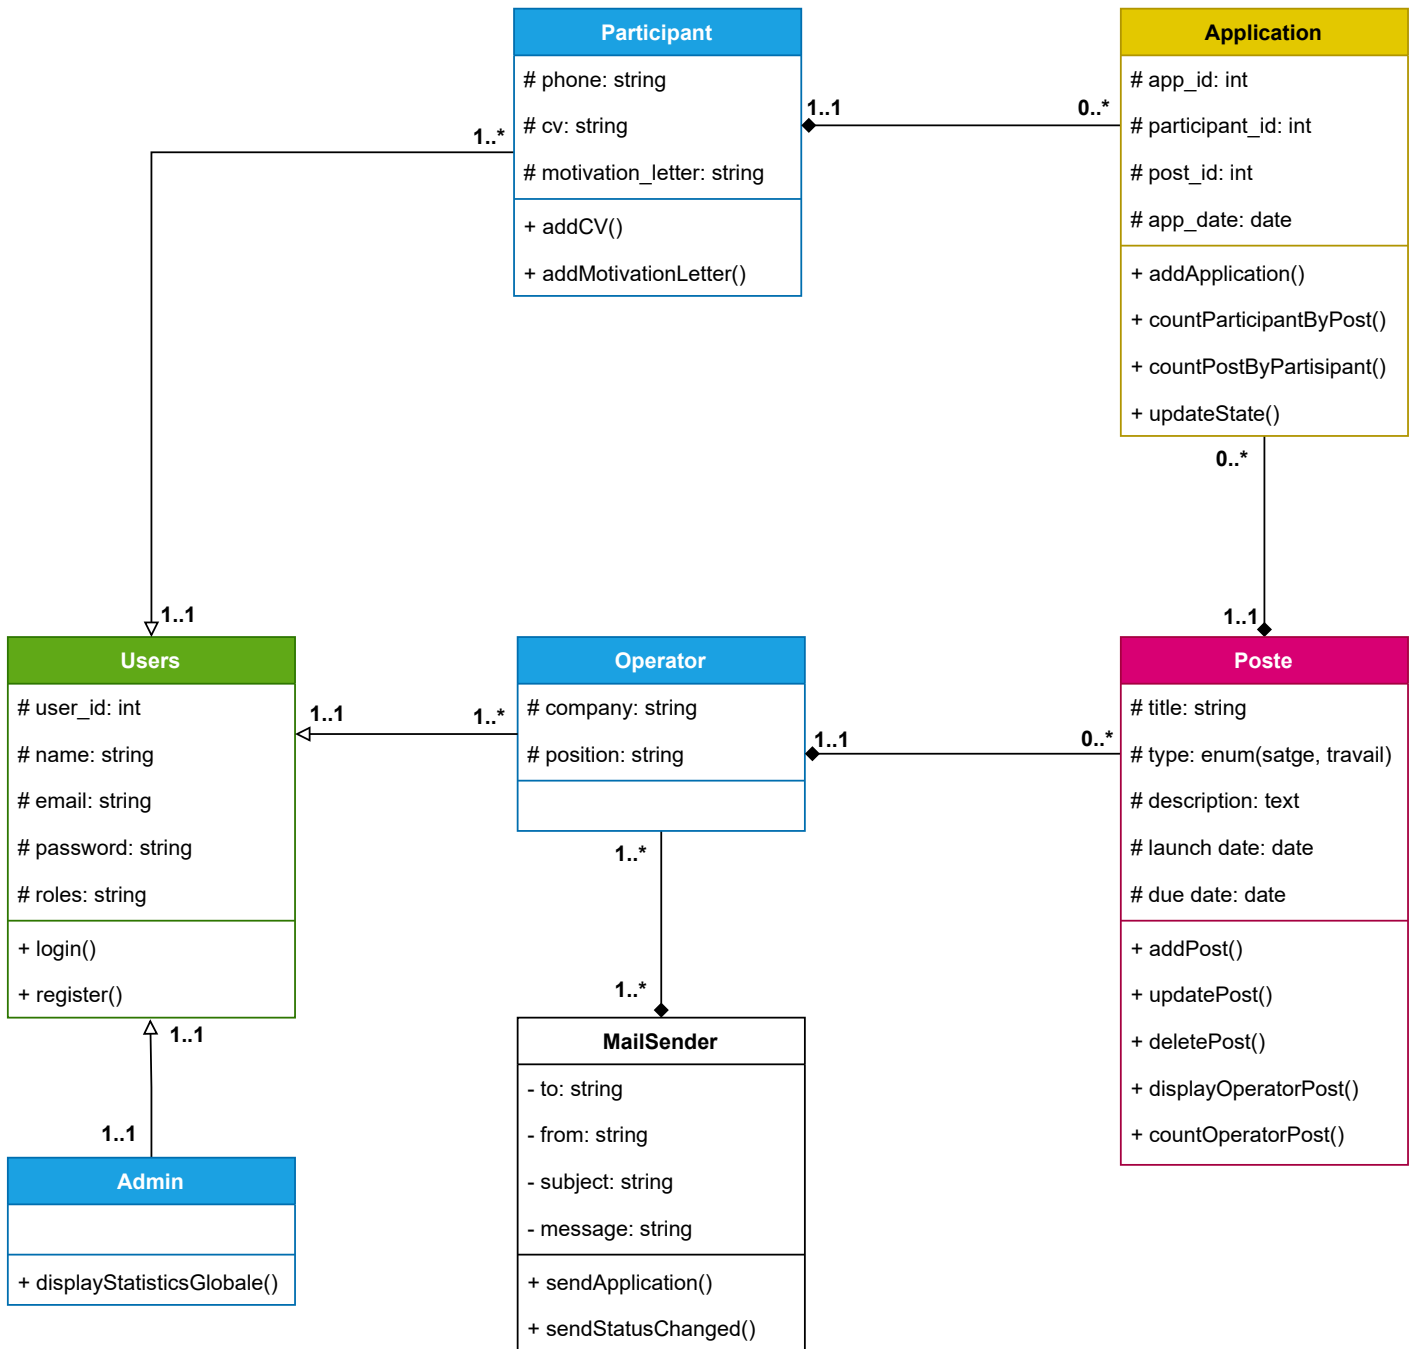 Participant
# phone: string
# cv: string
# motivation_letter: string
+ addCV()
+ addMotivationLetter()
Application
# app_id: int
# participant_id: int
# post_id: int
# app_date: date
+ addApplication()
+ countParticipantByPost()
+ countPostByPartisipant()
+ updateState()
1..1
0..*
1..*
1..1
0..*
1..1
Users
# user_id: int
# name: string
# email: string
# password: string
# roles: string
+ login()
+ register()
1..1
1..*
Operator
# company: string
# position: string
1..1
0..*
Poste
# title: string
# type: enum(satge, travail)
# description: text
# launch date: date
# due date: date
+ addPost()
+ updatePost()
+ deletePost()
+ displayOperatorPost()
+ countOperatorPost()
1..*
1..*
MailSender
- to: string
- from: string
- subject: string
- message: string
+ sendApplication()
+ sendStatusChanged()
1..1
1..1
Admin
+ displayStatisticsGlobale()